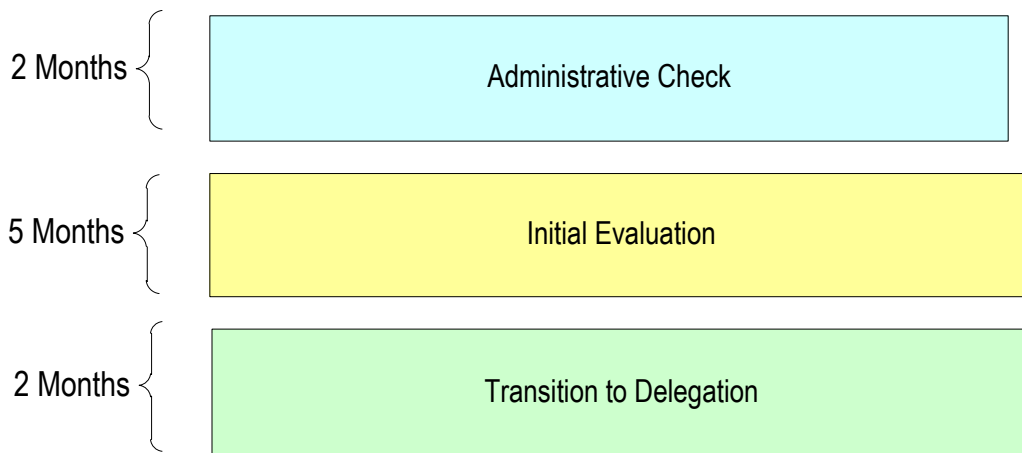 2 Months
Administrative Check
5 Months
Initial Evaluation
2 Months
Transition to Delegation